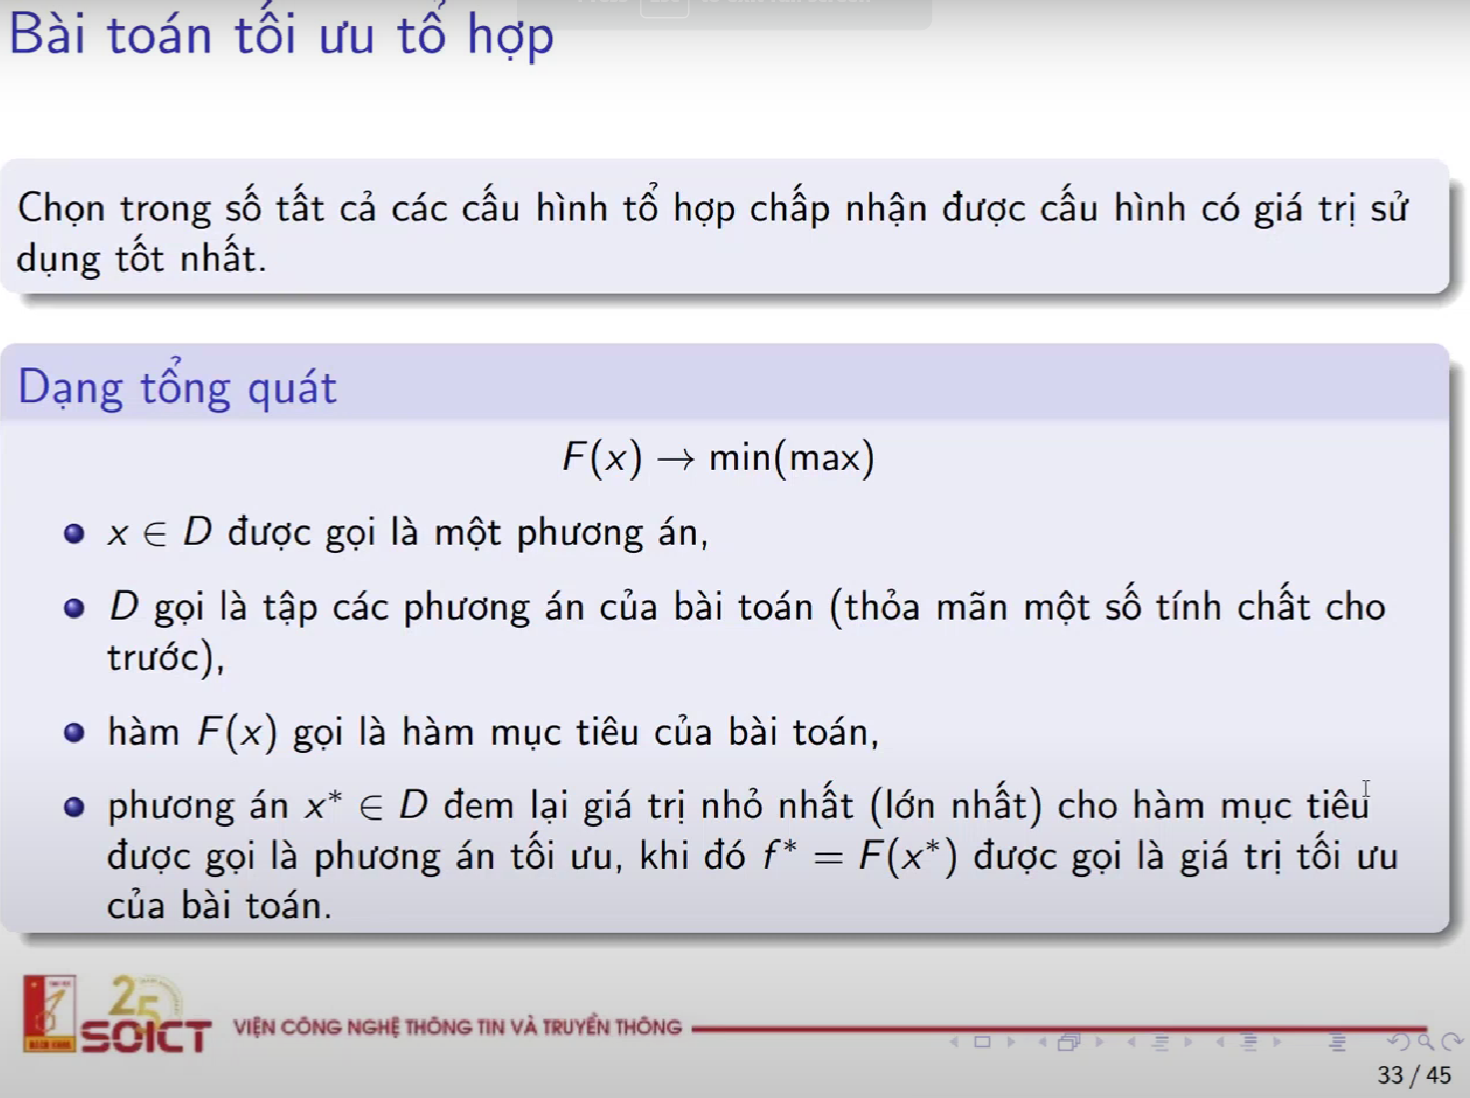 Bài toán tối ưu tổ hợp
Chọn trong số tất cả các cấu hình tổ hợp chấp nhận được cấu hình có giá trị sử
dụng tốt nhất.
Dạng tổng quát
F(x) → min(max)
x ∈ D được gọi là một phương án,
D gọi là tập các phương án của bài toán (thỏa mãn một số tính chất cho
trước),
hàm F(x) gọi là hàm mục tiêu của bài toán,
phương án x* ∈ D đem lại giá trị nhỏ nhất (lớn nhất) cho hàm mục tiêu
được gọi là phương án tối ưu, khi đó f* = F(x*) được gọi là giá trị tối ưu
của bài toán.
25
SOICT
VIỆN CÔNG NGHỆ THÔNG TIN VÀ TRUYỀN THÔNG
33 / 45